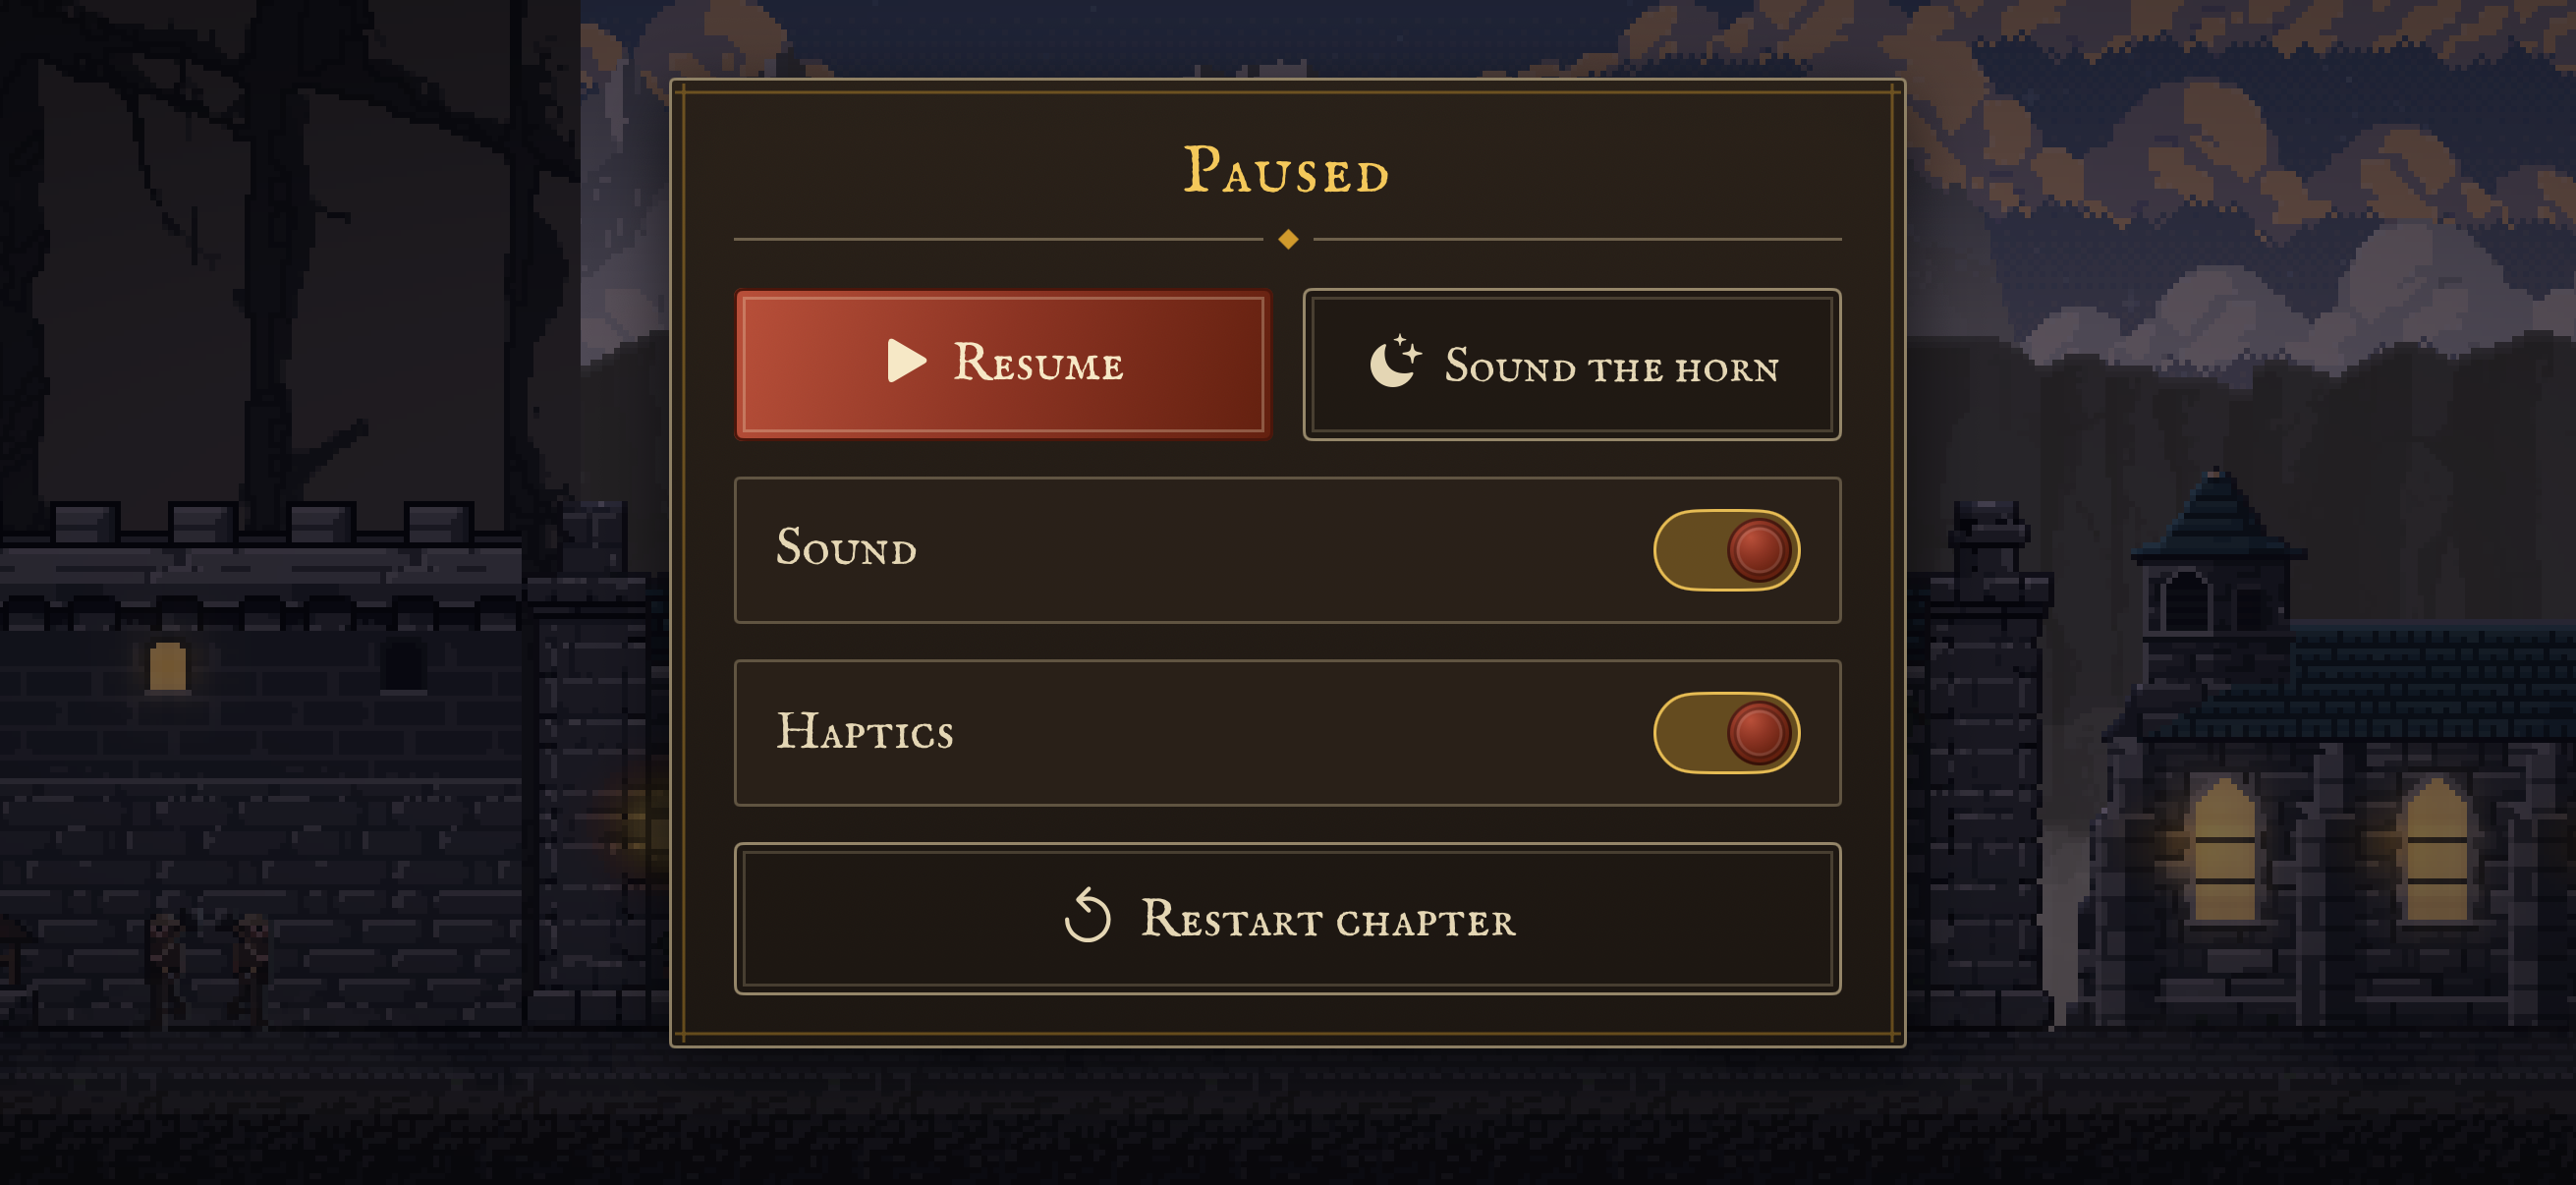 Paused
Resume
Sound the horn
Sound
Haptics
Restart chapter